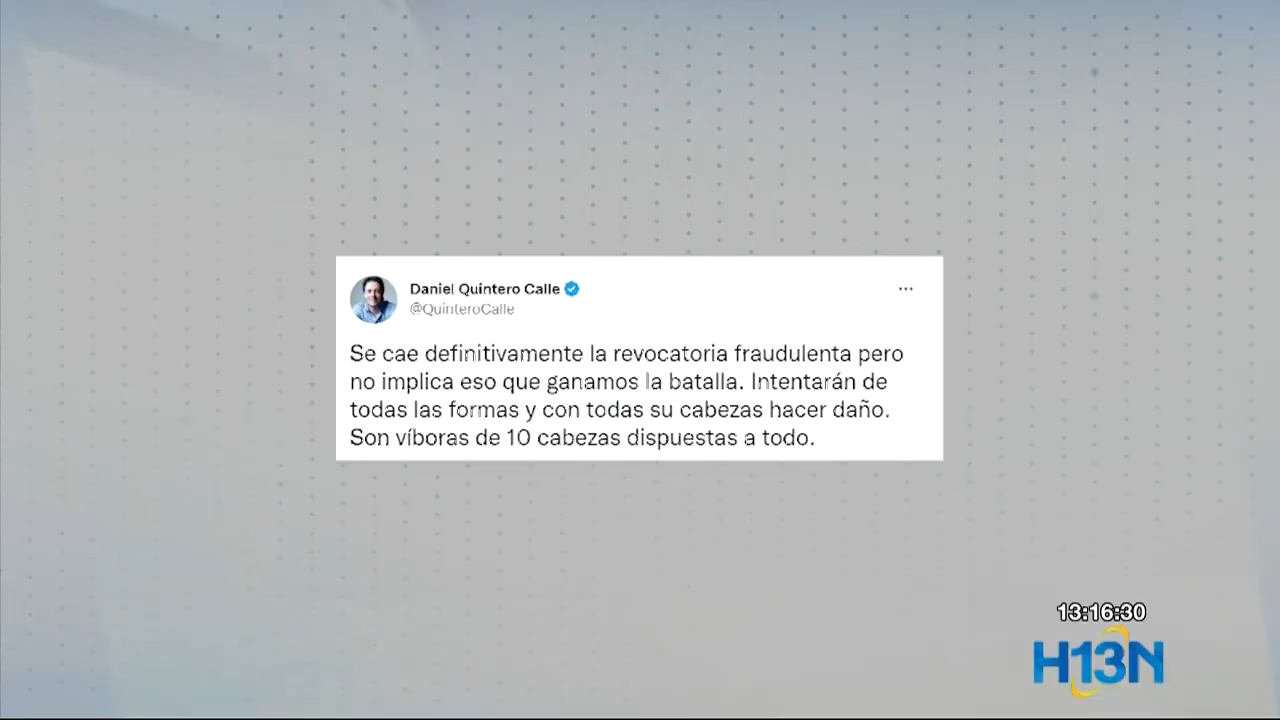 Daniel Quintero Calle
@QuinteroCalle
Se cae definitivamente la revocatoria fraudulenta pero
no implica eso que ganamos la batalla. Intentarán de
todas las formas y con todas su cabezas hacer daño.
Son víboras de 10 cabezas dispuestas a todo.
13:16:30
H13N